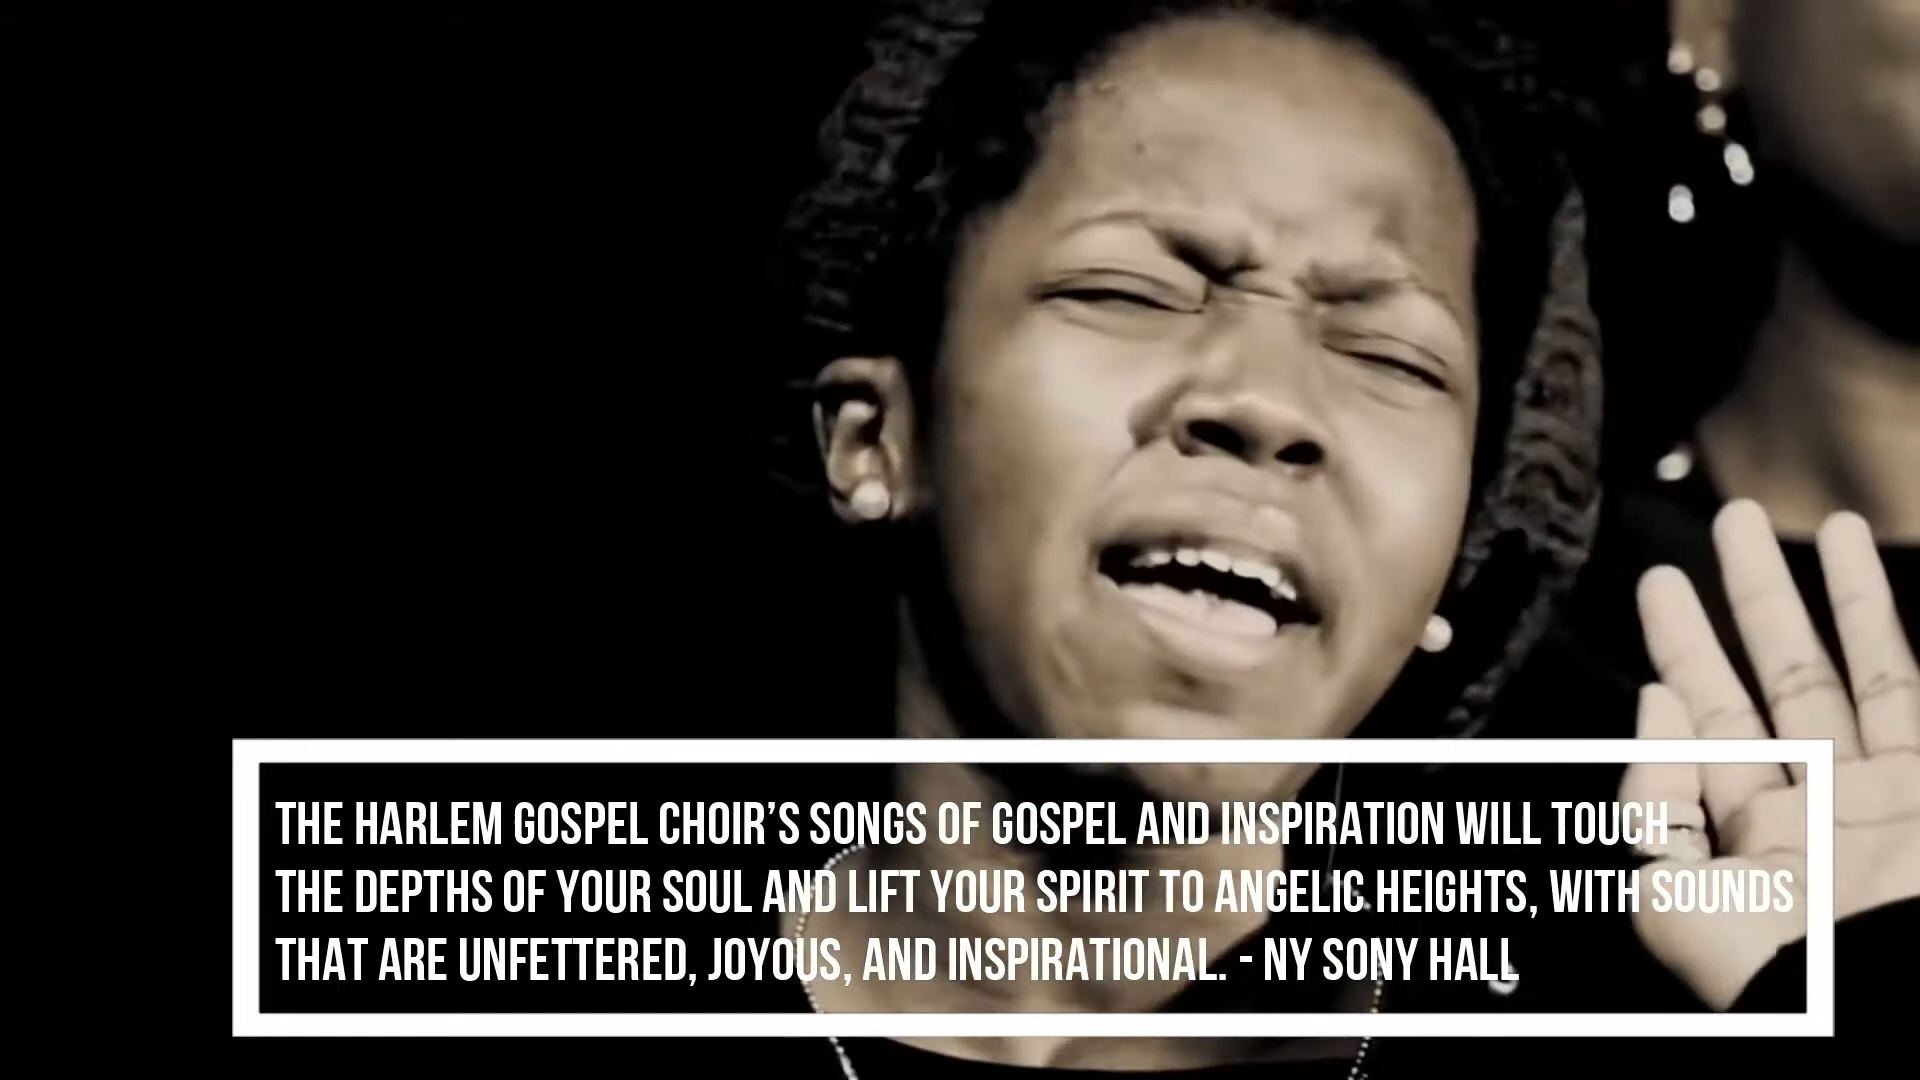 THE HARLEM GOSPEL CHOIR’S SONGS OF GOSPEL AND INSPIRATION WILL TOUCH
THE DEPTHS OF YOUR SOUL AND LIFT YOUR SPIRIT TO ANGELIC HEIGHTS, WITH SOUNDS
THAT ARE UNFETTERED, JOYOUS, AND INSPIRATIONAL. - NY SONY HALL